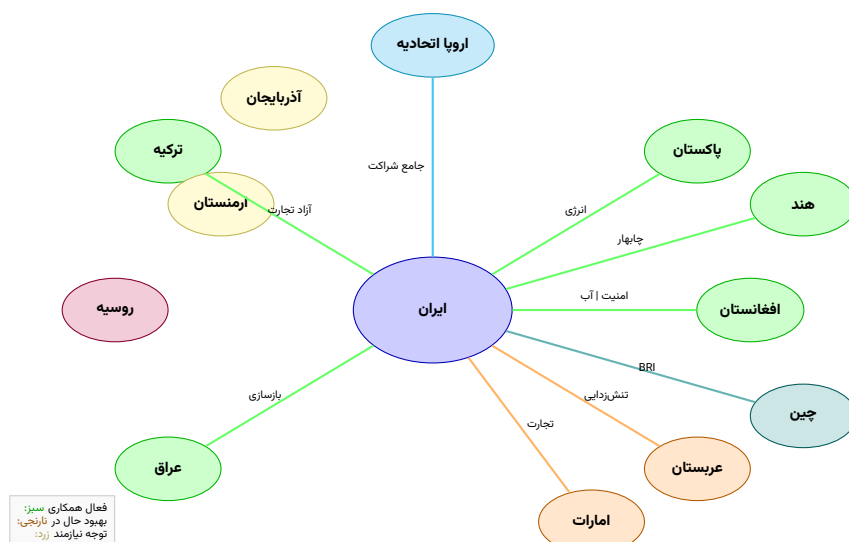 اروپا اتحادیه
آذربایجان
ترکیه
پاکستان
جامع شراکت
ارمنستان
آزاد تجارت
انرژی
هند
چابهار
روسیه
ایران
امنیت | آب
افغانستان
BRI
بازسازی
تنش‌زدایی
چین
تجارت
عراق
عربستان
امارات
فعال همکاری سبز:
بهبود حال در نارنجی:
توجه نیازمند زرد: